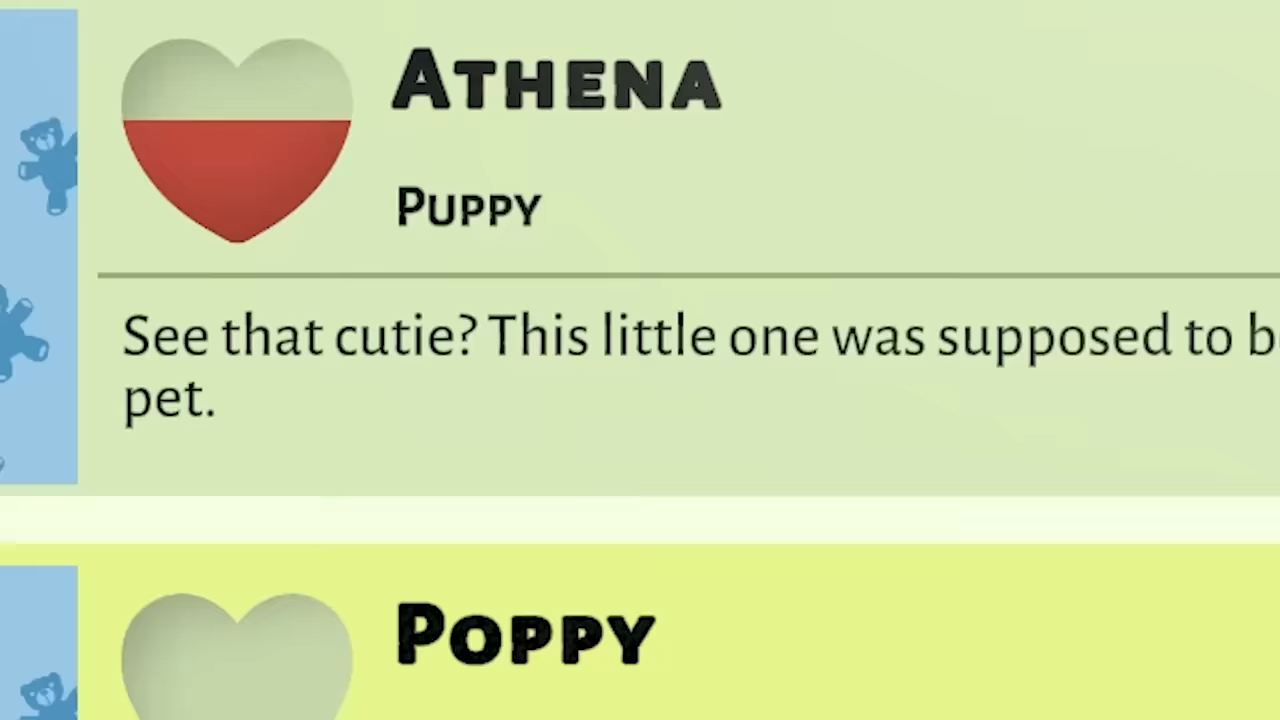 Athena
Puppy
See that cutie? This little one was supposed to
pet.
Poppy